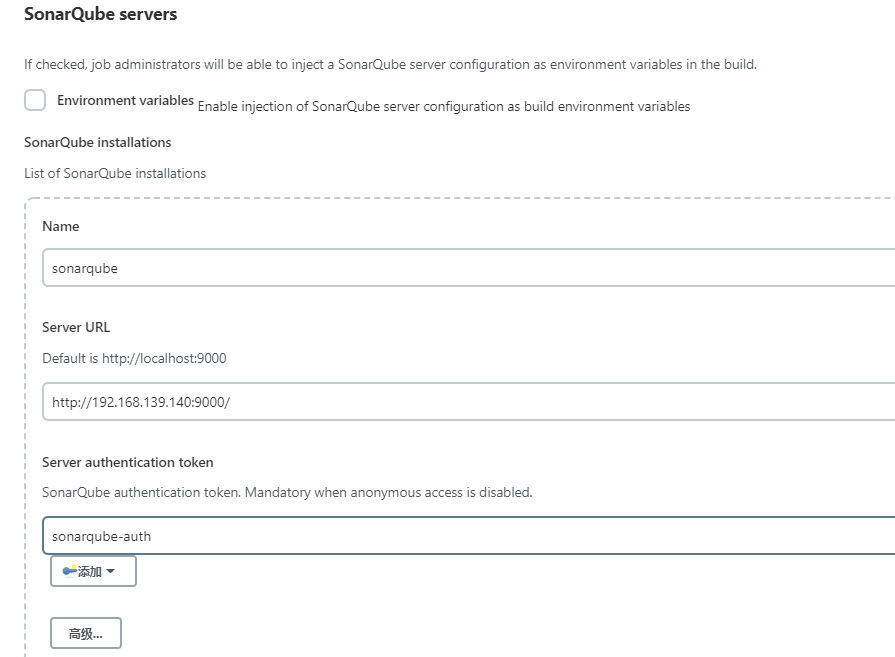 SonarQube servers
If checked, job administrators will be able to inject a SonarQube server configuration as environment variables in the build.
Environment variables Enable injection of SonarQube server configuration as build environment variables
SonarQube installations
List of SonarQube installations
Name
sonarqube
Server URL
Default is http://localhost:9000
http://192.168.139.140:9000/
Server authentication token
SonarQube authentication token. Mandatory when anonymous access is disabled.
sonarqube-auth
添加
高级...